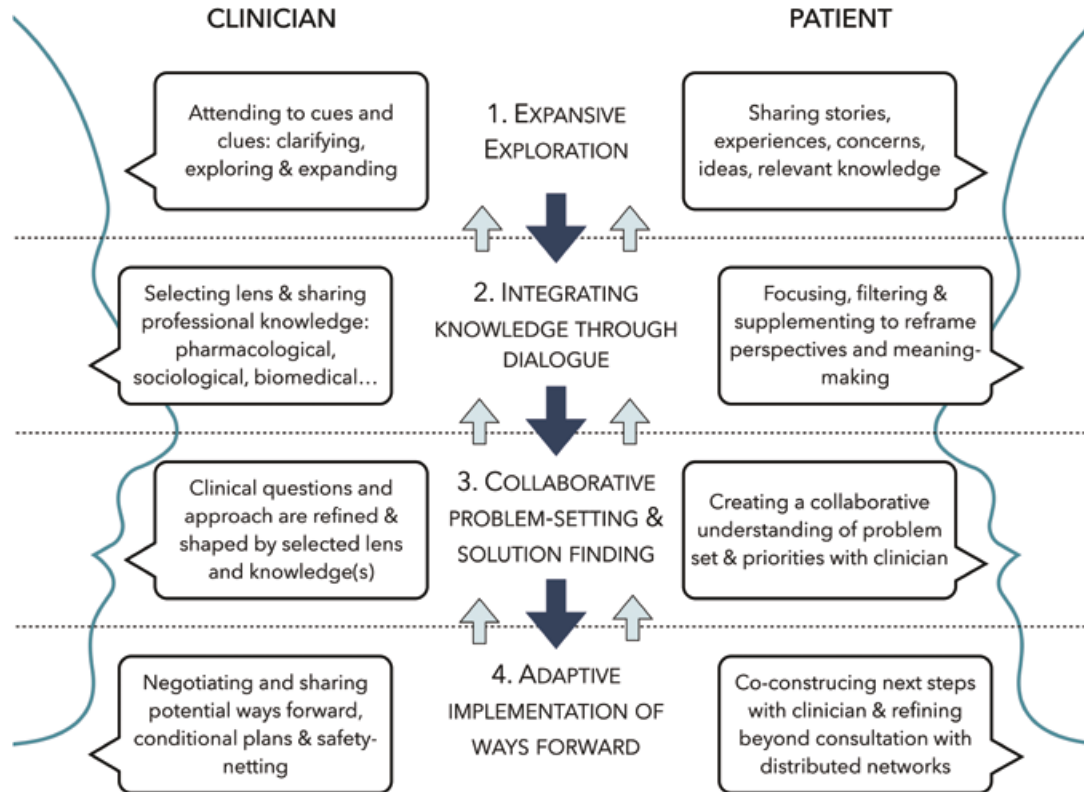 CLINICIAN
PATIENT
Attending to cues and
clues: clarifying,
exploring & expanding
1. EXPANSIVE
EXPLORATION
Sharing stories,
experiences, concerns,
ideas, relevant knowledge
Selecting lens & sharing
professional knowledge:
pharmacological,
sociological, biomedical...
2. INTEGRATING
KNOWLEDGE THROUGH
DIALOGUE
Focusing, filtering &
supplementing to reframe
perspectives and meaning-
making
Clinical questions and
approach are refined &
shaped by selected lens
and knowledge(s)
3. COLLABORATIVE
PROBLEM-SETTING &
SOLUTION FINDING
Creating a collaborative
understanding of problem
set & priorities with clinician
Negotiating and sharing
potential ways forward,
conditional plans & safety-
netting
4. ADAPTIVE
IMPLEMENTATION OF
WAYS FORWARD
Co-construcing next steps
with clinician & refining
beyond consultation with
distributed networks